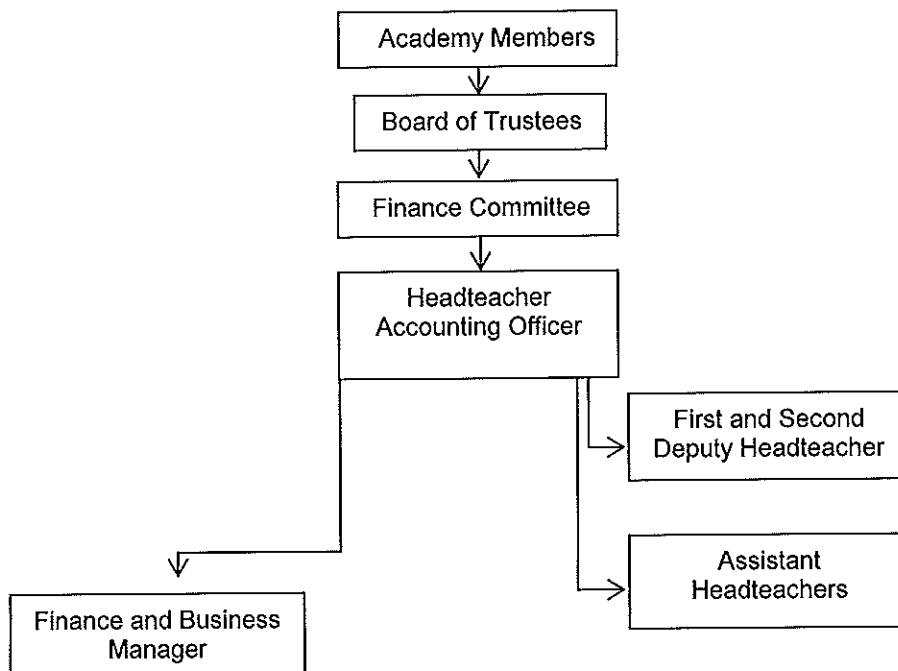 Academy Members
Board of Trustees
Finance Committee
Headteacher
Accounting Officer
First and Second
Deputy Headteacher
Assistant
Headteachers
Finance and Business
Manager